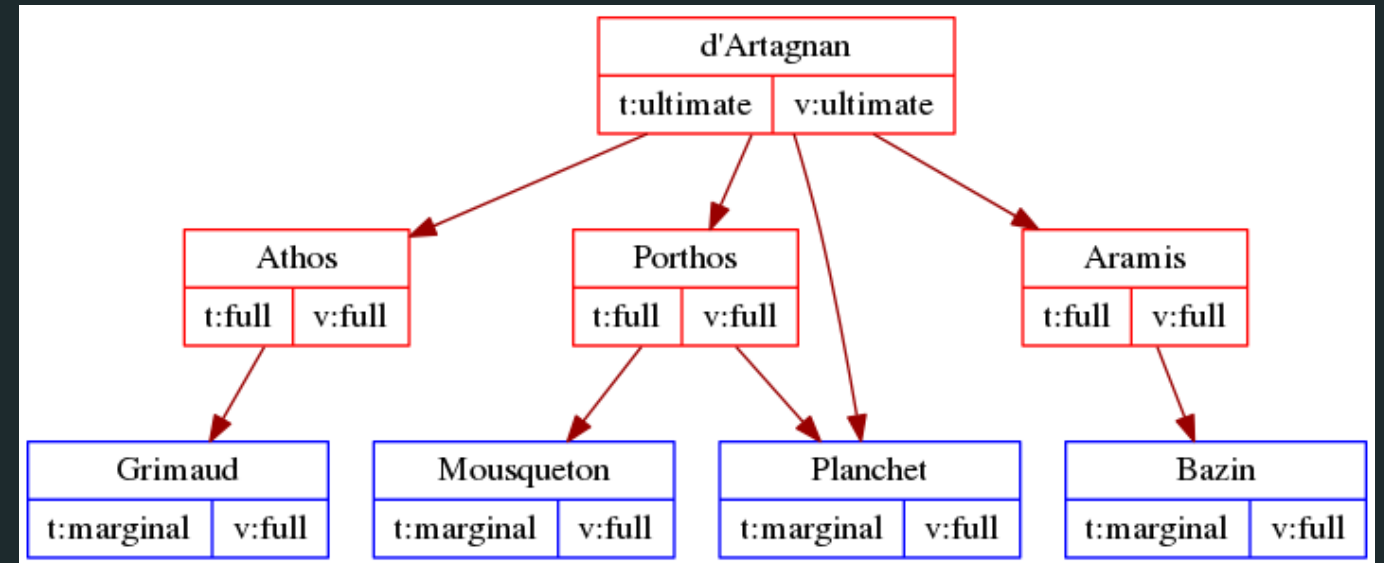 d'Artagnan
t:ultimate v:ultimate
Athos Porthos Aramis
t:full v:full t:full v:full t:full v:full
Grimaud Mousqueton Planchet Bazin
t:marginal v:full t:marginal v:full t:marginal v:full t:marginal v:full